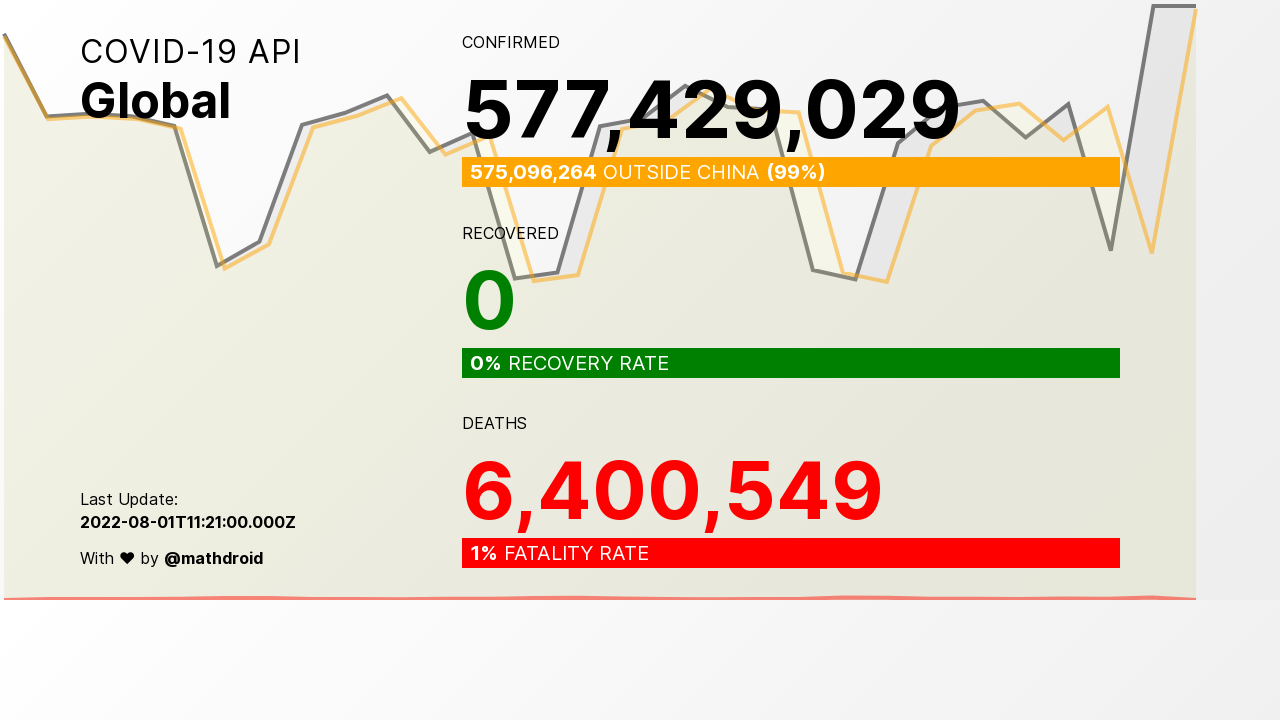 COVID-19 API
Global
CONFIRMED
577,429,029
575,096,264 OUTSIDE CHINA (99%)
RECOVERED
0
0% RECOVERY RATE
DEATHS
6,400,549
1% FATALITY RATE
Last Update:
2022-08-01T11:21:00.000Z
With ♥ by @mathdroid